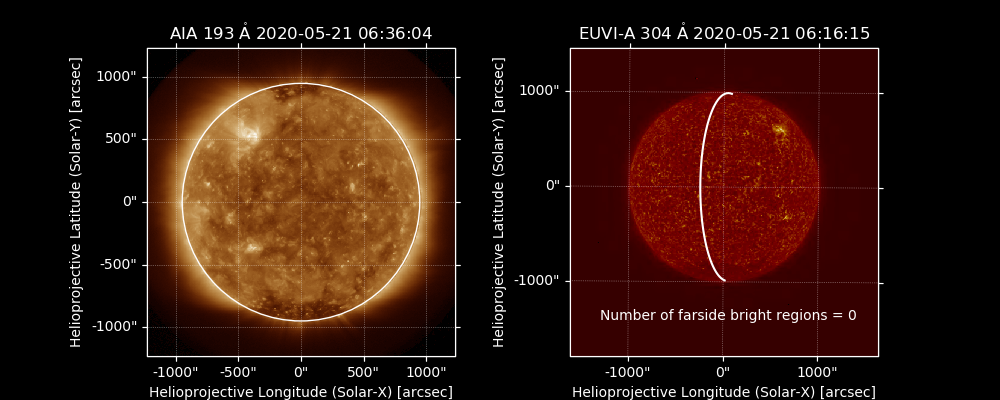 AIA 193 Å 2020-05-21 06:36:04
Helioprojective Latitude (Solar-Y) [arcsec]
1000"
500"
0"
-500"
-1000"
-1000"
-500"
0"
500"
1000"
Helioprojective Longitude (Solar-X) [arcsec]
EUVI-A 304 Å 2020-05-21 06:16:15
Helioprojective Latitude (Solar-Y) [arcsec]
1000"
0"
-1000"
Number of farside bright regions = 0
-1000"
0"
1000"
Helioprojective Longitude (Solar-X) [arcsec]